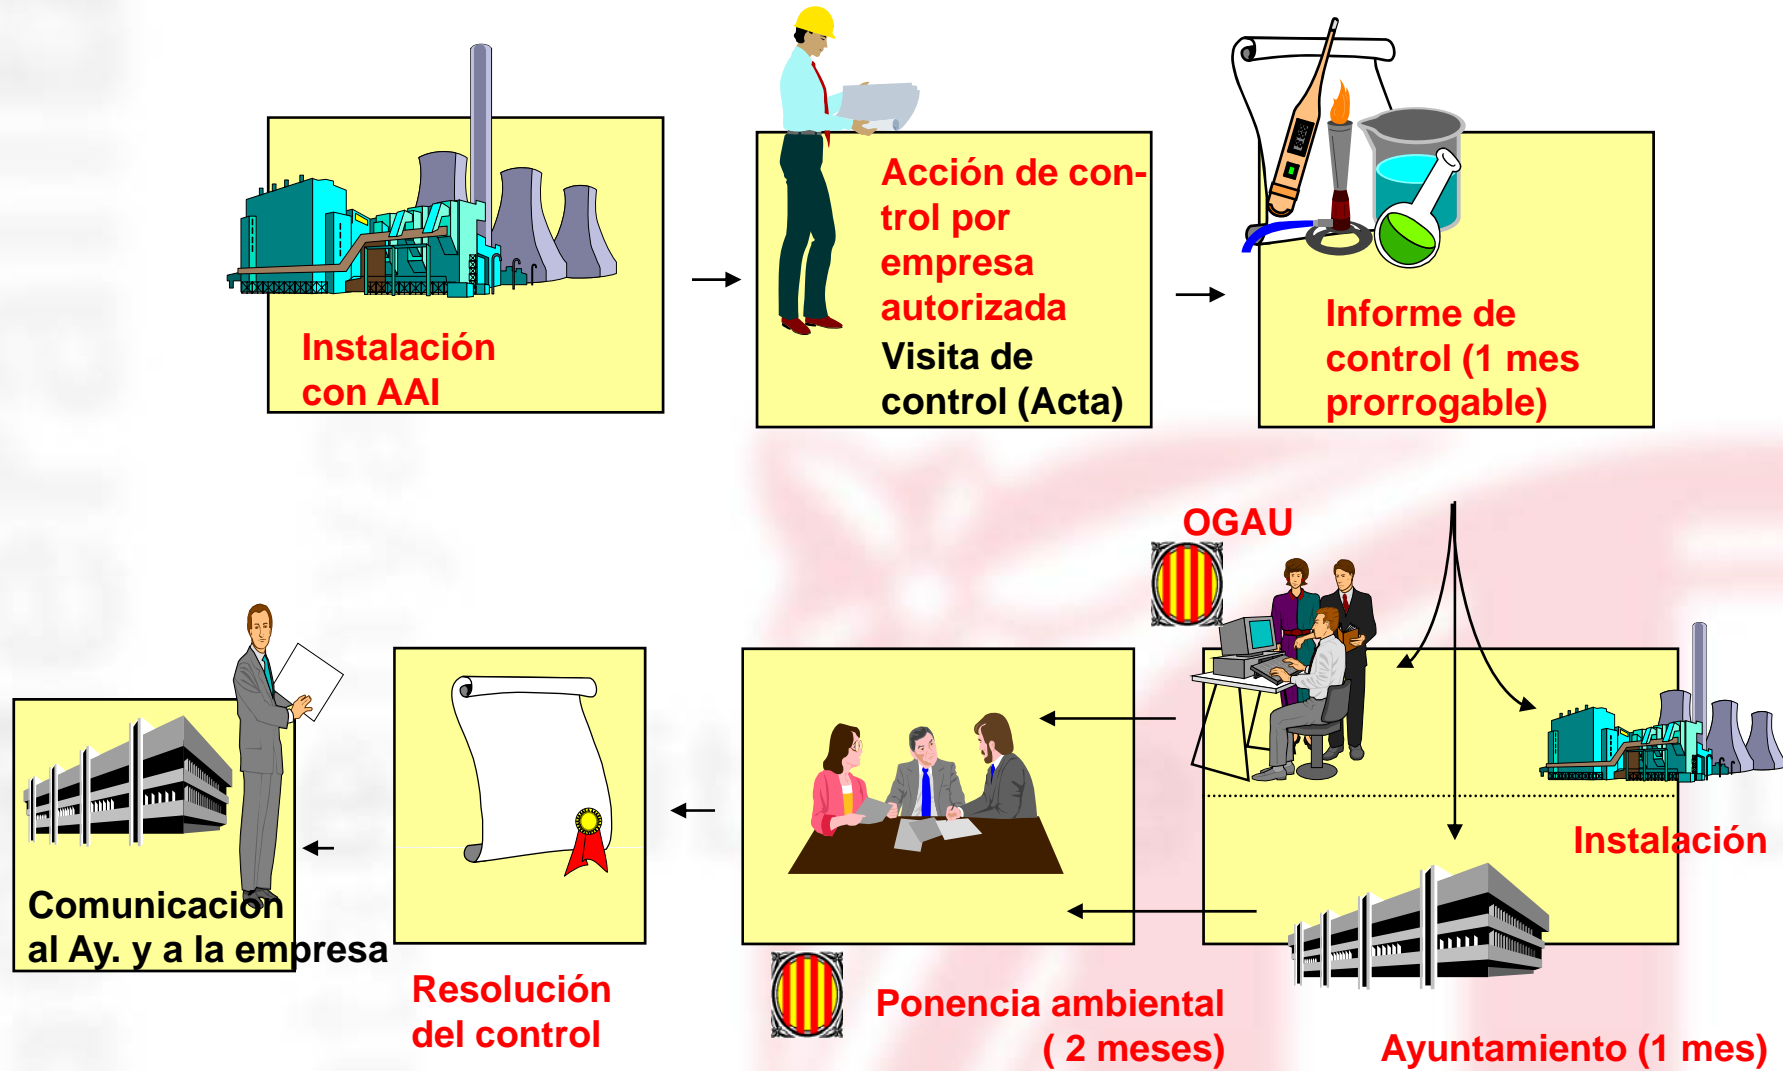 Instalación
con AAI
Acción de con-
trol por
empresa
autorizada
Visita de
control (Acta)
Informe de
control (1 mes
prorrogable)
OGAU
Instalación
Ayuntamiento (1 mes)
Ponencia ambiental
( 2 meses)
Resolución
del control
Comunicación
al Ay. y a la empresa